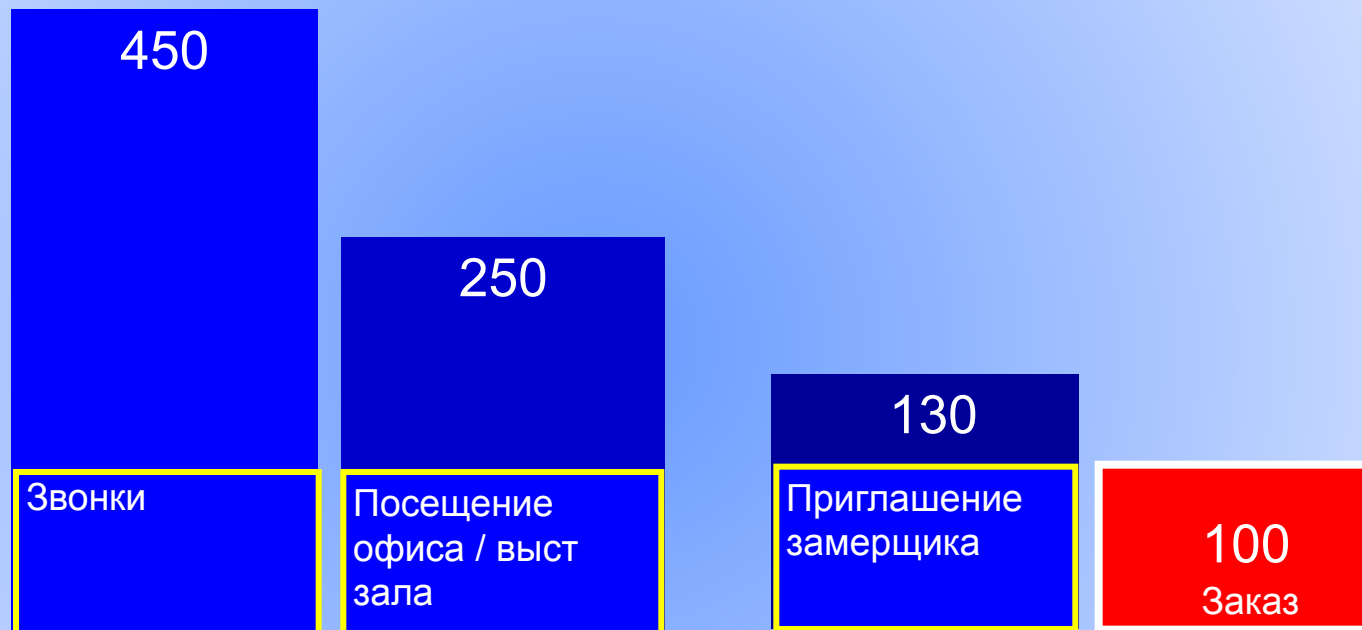 450
Звонки
250
Посещение
офиса / выст
зала
130
Приглашение
замерщика
100
Заказ